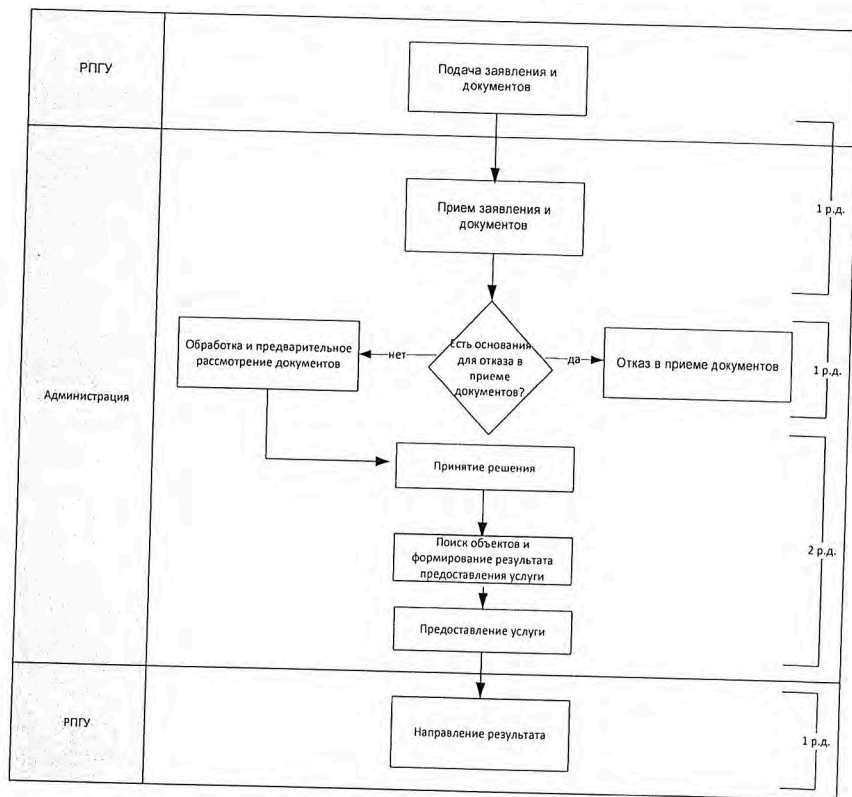 РПГУ
Подача заявления и
документов
Прием заявления и
документов
1 р.д.
Обработка и предварительное
рассмотрение документов
нет
Есть основания
для отказа в
приеме
документов?
да
Отказ в приеме документов
1 р.д.
Администрация
Принятие решения
Поиск объектов и
формирование результата
предоставления услуги
2 р.д.
Предоставление услуги
РПГУ
Направление результата
1 р.д.